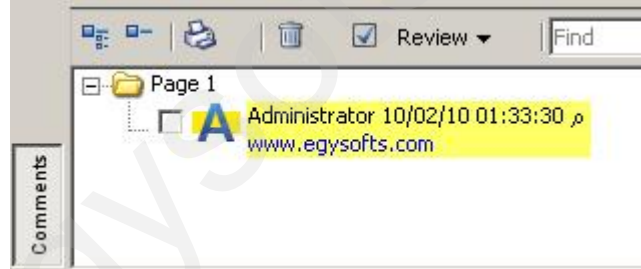 Review
Find
Page 1
Administrator 10/02/10 01:33:30 م
www.egysofts.com
Comments